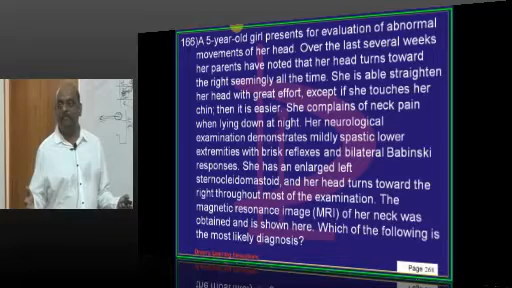 166)A 5-year-old girl presents for evaluation of abnormal
movements of her head. Over the last several weeks
her parents have noted that her head turns toward
the right seemingly all the time. She is able straighten
her head with great effort, except if she touches her
chin; then it is easier. She complains of neck pain
when lying down at night. Her neurological
examination demonstrates mildly spastic lower
extremities with brisk reflexes and bilateral Babinski
responses. She has an enlarged left
sternocleidomastoid, and her head turns toward the
right throughout most of the examination. The
magnetic resonance image (MRI) of her neck was
obtained and is shown here. Which of the following is
the most likely diagnosis?
Page 261